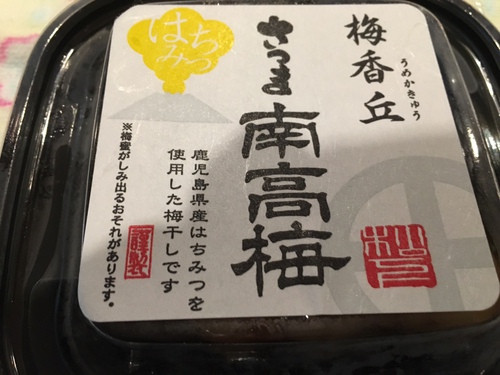 梅香丘
うめかきゅう
さつま
南高梅
はちみつ
鹿児島県産はちみつを
使用した梅干しです
※梅蜜がしみ出るおそれがあります。
謹製